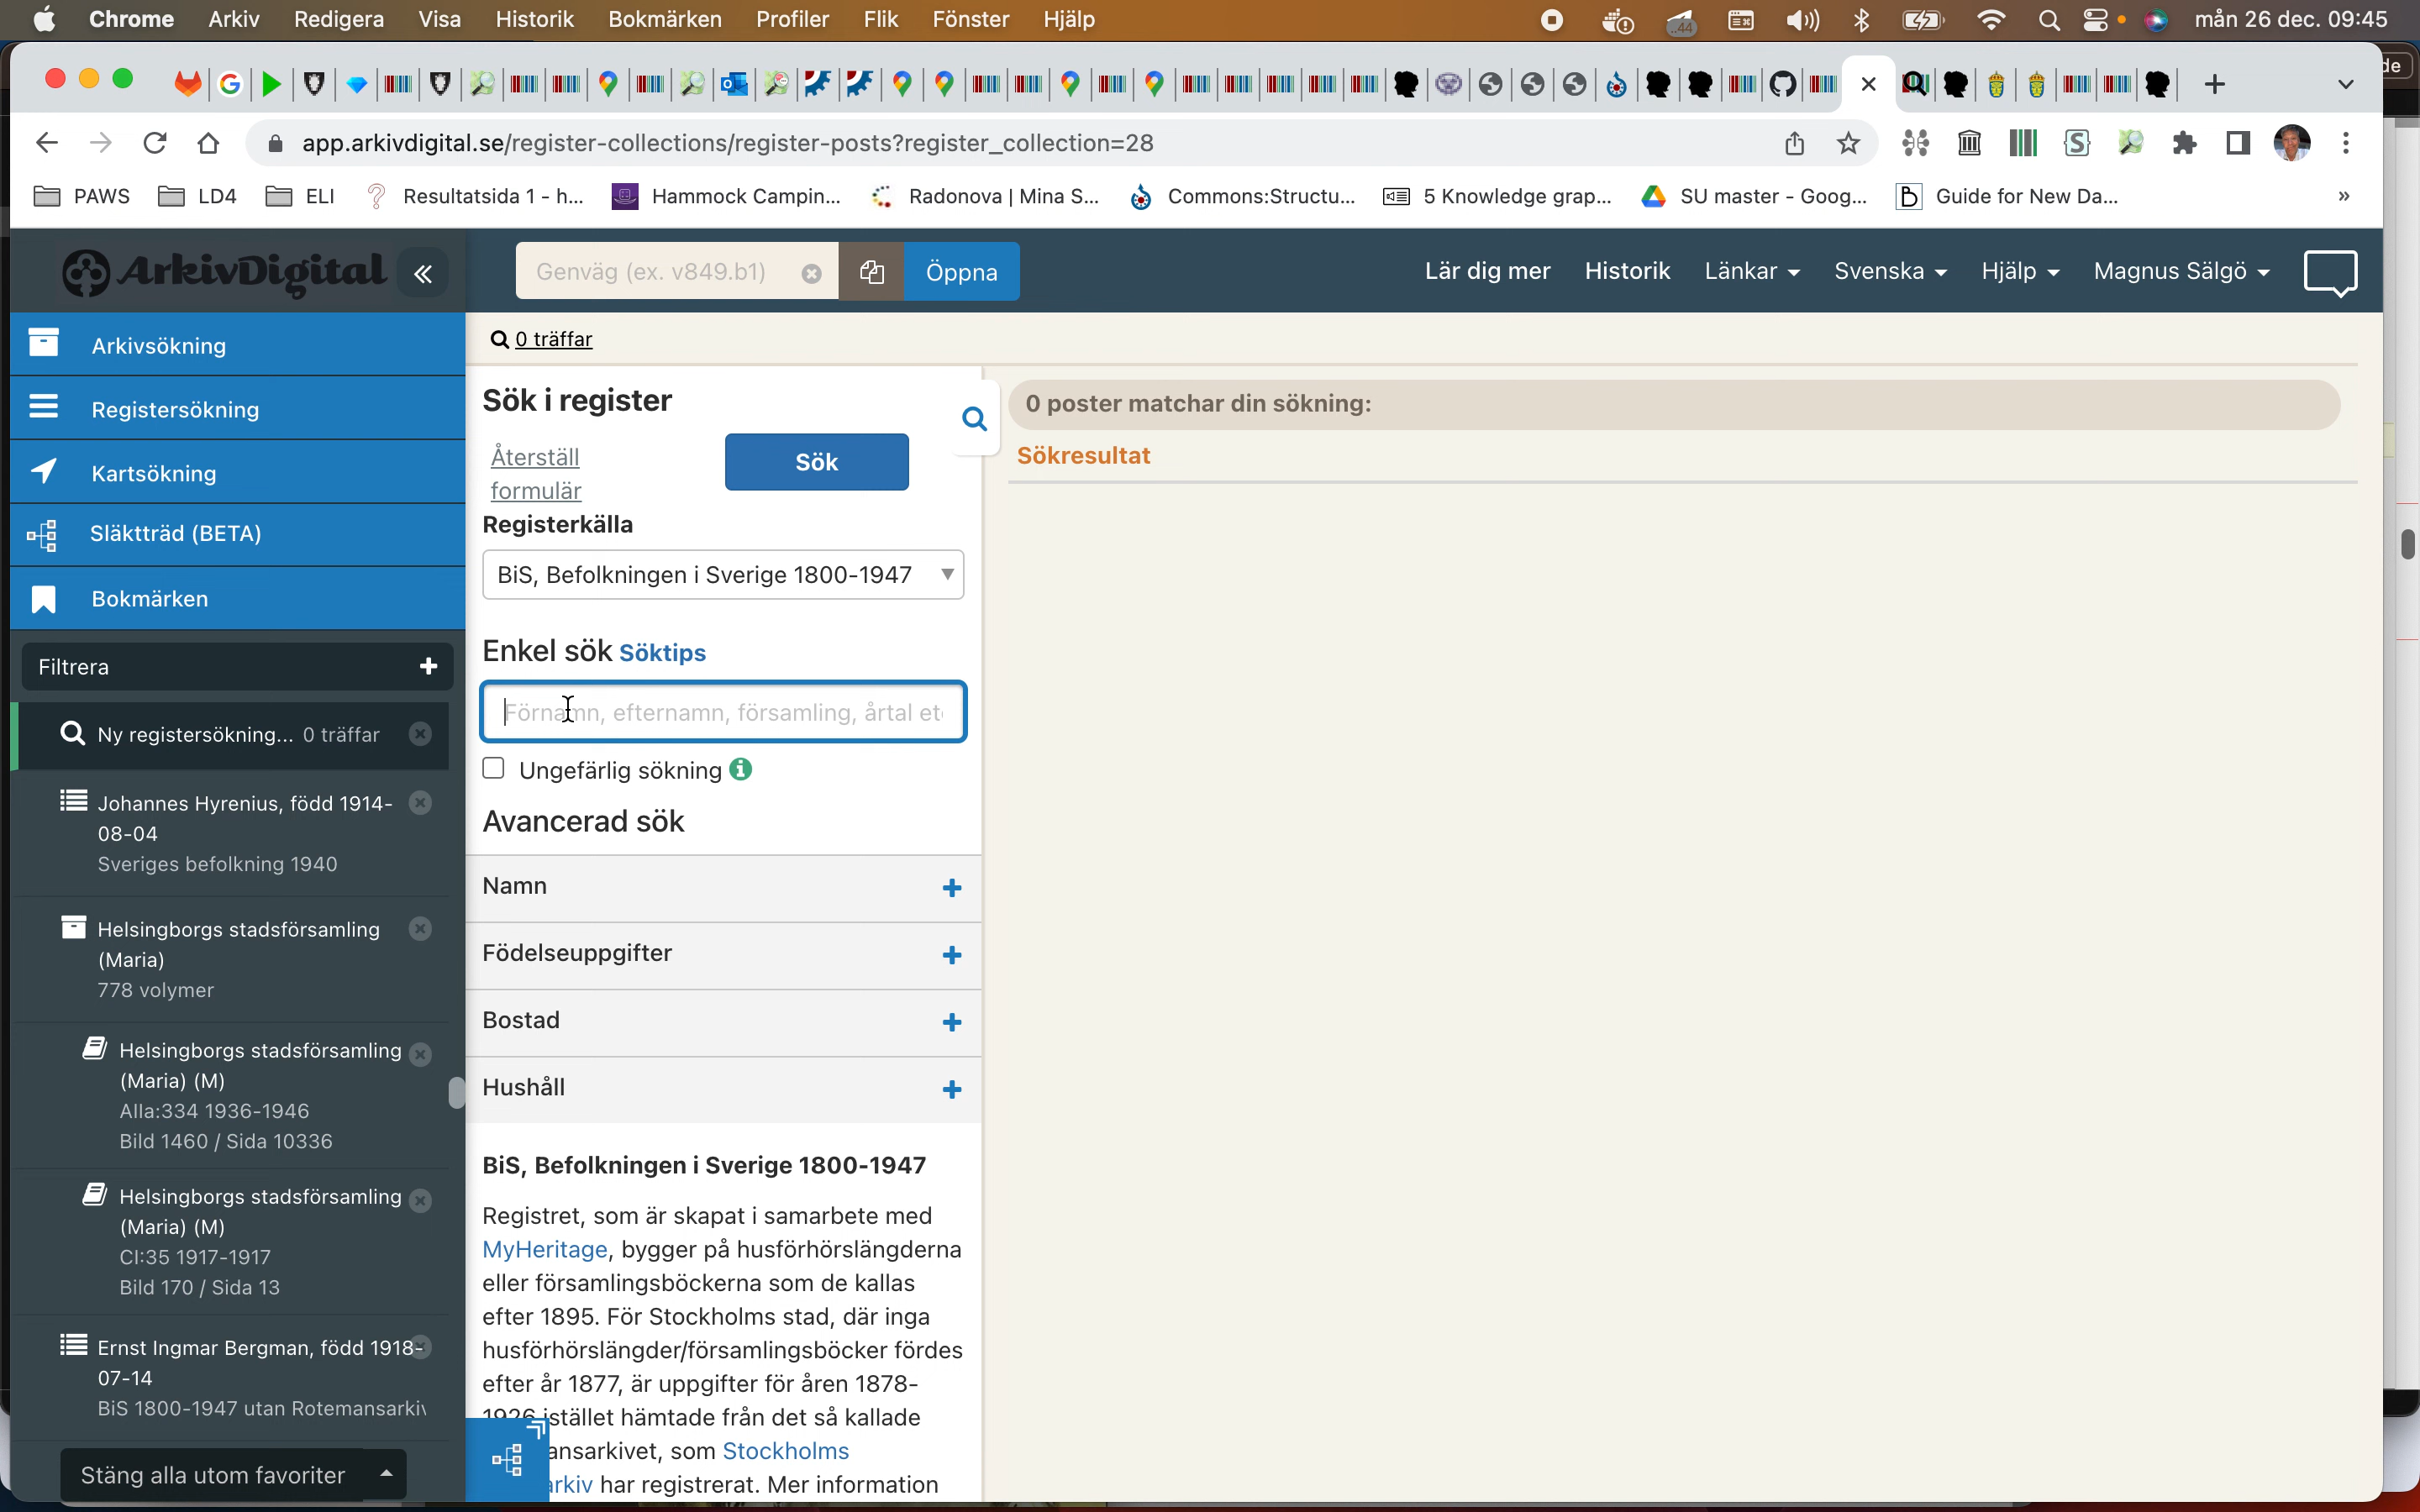 Chrome Arkiv Redigera Visa Historik Bokmärken Profiler Flik Fönster Hjälp mån 26 dec. 09:45
app.arkivdigital.se/register-collections/register-posts?register_collection=28
PAWS LD4 ELI Resultatsida 1 - h... Hammock Campin... Radonova | Mina S... Commons:Structu... 5 Knowledge grap... SU master - Goog... Guide for New Da... »
ArkivDigital
Genväg (ex. v849.b1) Öppna Lär dig mer Historik Länkar Svenska Hjälp Magnus Sälgö
Arkivsökning
Registersökning
Kartsökning
Släktträd (BETA)
Bokmärken
Filtrera
Ny registersökning... 0 träffar
Johannes Hyrenius, född 1914-
08-04
Sveriges befolkning 1940
Helsingborgs stadsförsamling
(Maria)
778 volymer
Helsingborgs stadsförsamling
(Maria) (M)
Alla:334 1936-1946
Bild 1460 / Sida 10336
Helsingborgs stadsförsamling
(Maria) (M)
CI:35 1917-1917
Bild 170 / Sida 13
Ernst Ingmar Bergman, född 1918-
07-14
BiS 1800-1947 utan Rotemansarkiv
Stäng alla utom favoriter
0 träffar
Sök i register
Återställ
formulär
Sök
Registerkälla
BiS, Befolkningen i Sverige 1800-1947
Enkel sök Söktips
Förnamn, efternamn, församling, årtal et
Ungefärlig sökning
Avancerad sök
Namn
Födelseuppgifter
Bostad
Hushåll
BiS, Befolkningen i Sverige 1800-1947
Registret, som är skapat i samarbete med
MyHeritage, bygger på husförhörslängderna
eller församlingsböckerna som de kallas
efter 1895. För Stockholms stad, där inga
husförhörslängder/församlingsböcker fördes
efter år 1877, är uppgifter för åren 1878-
1926 istället hämtade från det så kallade
ansarkivet, som Stockholms
arkiv har registrerat. Mer information
0 poster matchar din sökning:
Sökresultat